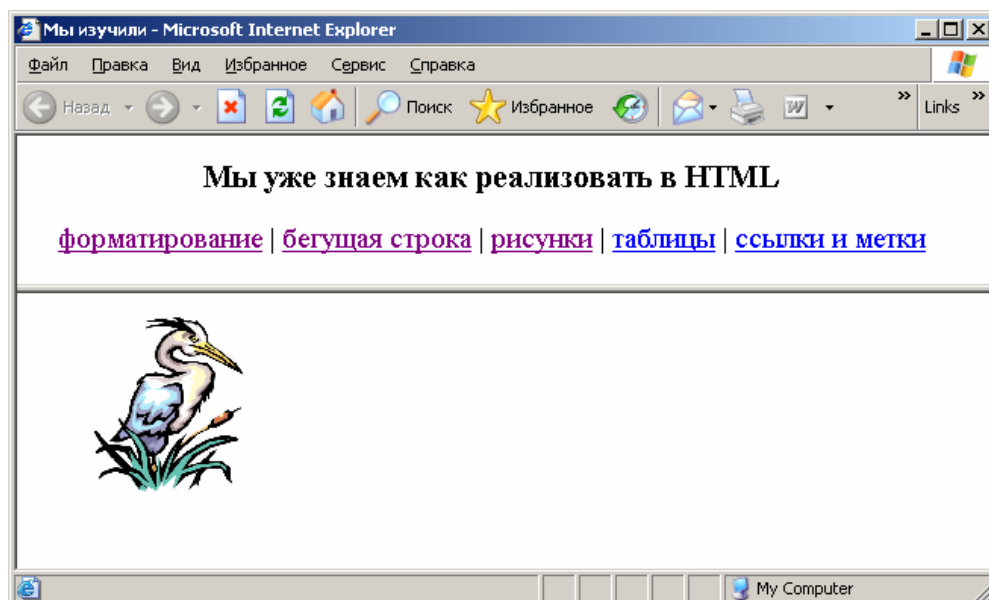 Мы изучили - Microsoft Internet Explorer
Файл Правка Вид Избранное Сервис Справка
Назад Поиск Избранное » Links »
Мы уже знаем как реализовать в HTML
форматирование | бегущая строка | рисунки | таблицы | ссылки и метки
My Computer